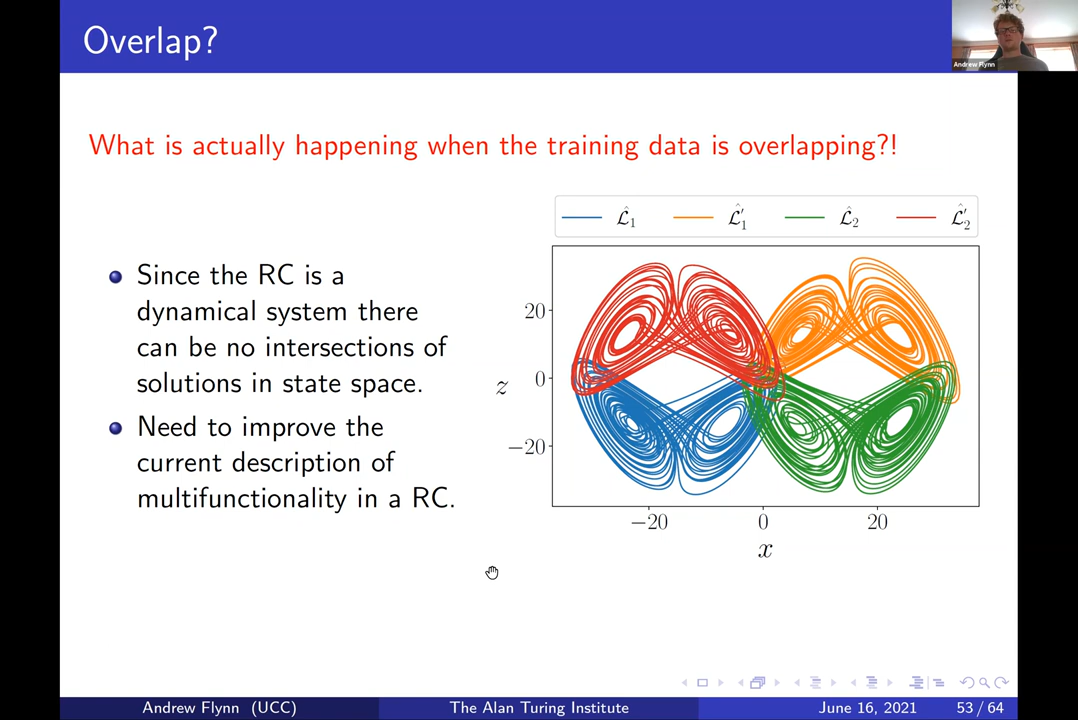 Overlap?
Andrew Flynn
What is actually happening when the training data is overlapping?!
Since the RC is a
dynamical system there
can be no intersections of
solutions in state space.
Need to improve the
current description of
multifunctionality in a RC.
ℒ̂₁ ℒ̂′₁ ℒ̂₂ ℒ̂′₂
20
0
−20
z
−20 0 20
x
Andrew Flynn (UCC) The Alan Turing Institute June 16, 2021 53 / 64